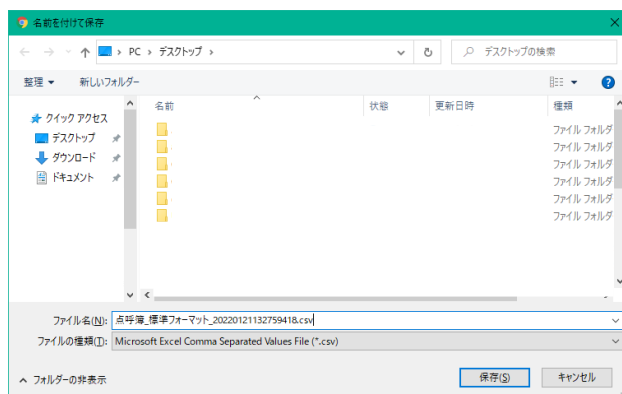 名前を付けて保存
PC › デスクトップ ›
デスクトップの検索
整理 新しいフォルダー
名前 状態 更新日時 種類
クイック アクセス
デスクトップ
ダウンロード
ドキュメント
ファイル フォルダ
ファイル フォルダ
ファイル フォルダ
ファイル フォルダ
ファイル フォルダ
ファイル フォルダ
ファイル名(N): 点呼簿_標準フォーマット_20220121132759418.csv
ファイルの種類(T): Microsoft Excel Comma Separated Values File (*.csv)
フォルダーの非表示
保存(S) キャンセル